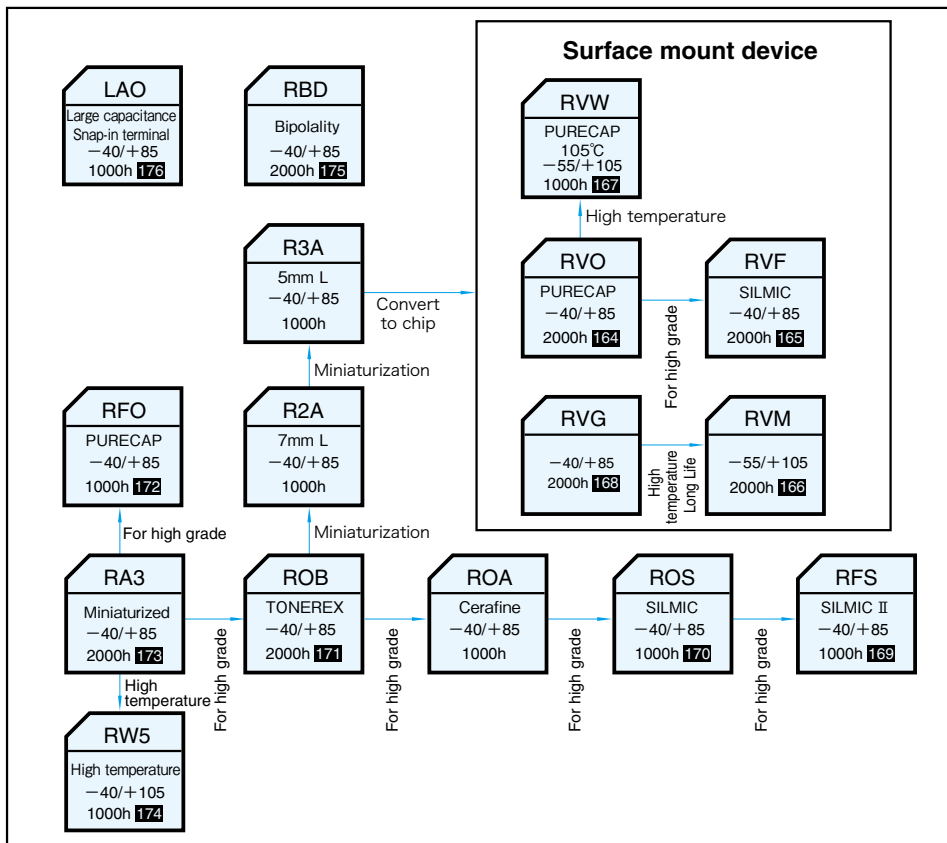 Surface mount device
LAO
Large capacitance
Snap-in terminal
−40/+85
1000h 176
RBD
Bipolality
−40/+85
2000h 175
RVW
PURECAP
105℃
−55/+105
1000h 167
High temperature
R3A
5mm L
−40/+85
1000h
Convert
to chip
RVO
PURECAP
−40/+85
2000h 164
For high grade
RVF
SILMIC
−40/+85
2000h 165
Miniaturization
RFO
PURECAP
−40/+85
1000h 172
R2A
7mm L
−40/+85
1000h
RVG
−40/+85
2000h 168
High
temperature
Long Life
RVM
−55/+105
2000h 166
For high grade
Miniaturization
RA3
Miniaturized
−40/+85
2000h 173
For high grade
ROB
TONEREX
−40/+85
2000h 171
For high grade
ROA
Cerafine
−40/+85
1000h
For high grade
ROS
SILMIC
−40/+85
1000h 170
For high grade
RFS
SILMIC II
−40/+85
1000h 169
High
temperature
RW5
High temperature
−40/+105
1000h 174